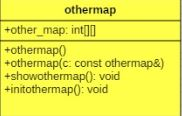 othermap
+other_map: int[][]
+othermap()
+othermap(c: const othermap&)
+showothermap(): void
+initothermap(): void